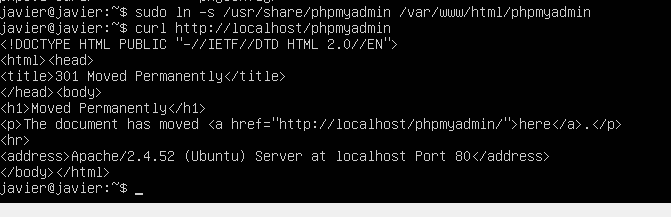 javier@javier:~$ sudo ln -s /usr/share/phpmyadmin /var/www/html/phpmyadmin
javier@javier:~$ curl http://localhost/phpmyadmin
<!DOCTYPE HTML PUBLIC "-//IETF//DTD HTML 2.0//EN">
<html><head>
<title>301 Moved Permanently</title>
</head><body>
<h1>Moved Permanently</h1>
<p>The document has moved <a href="http://localhost/phpmyadmin/">here</a>.</p>
<hr>
<address>Apache/2.4.52 (Ubuntu) Server at localhost Port 80</address>
</body></html>
javier@javier:~$ _